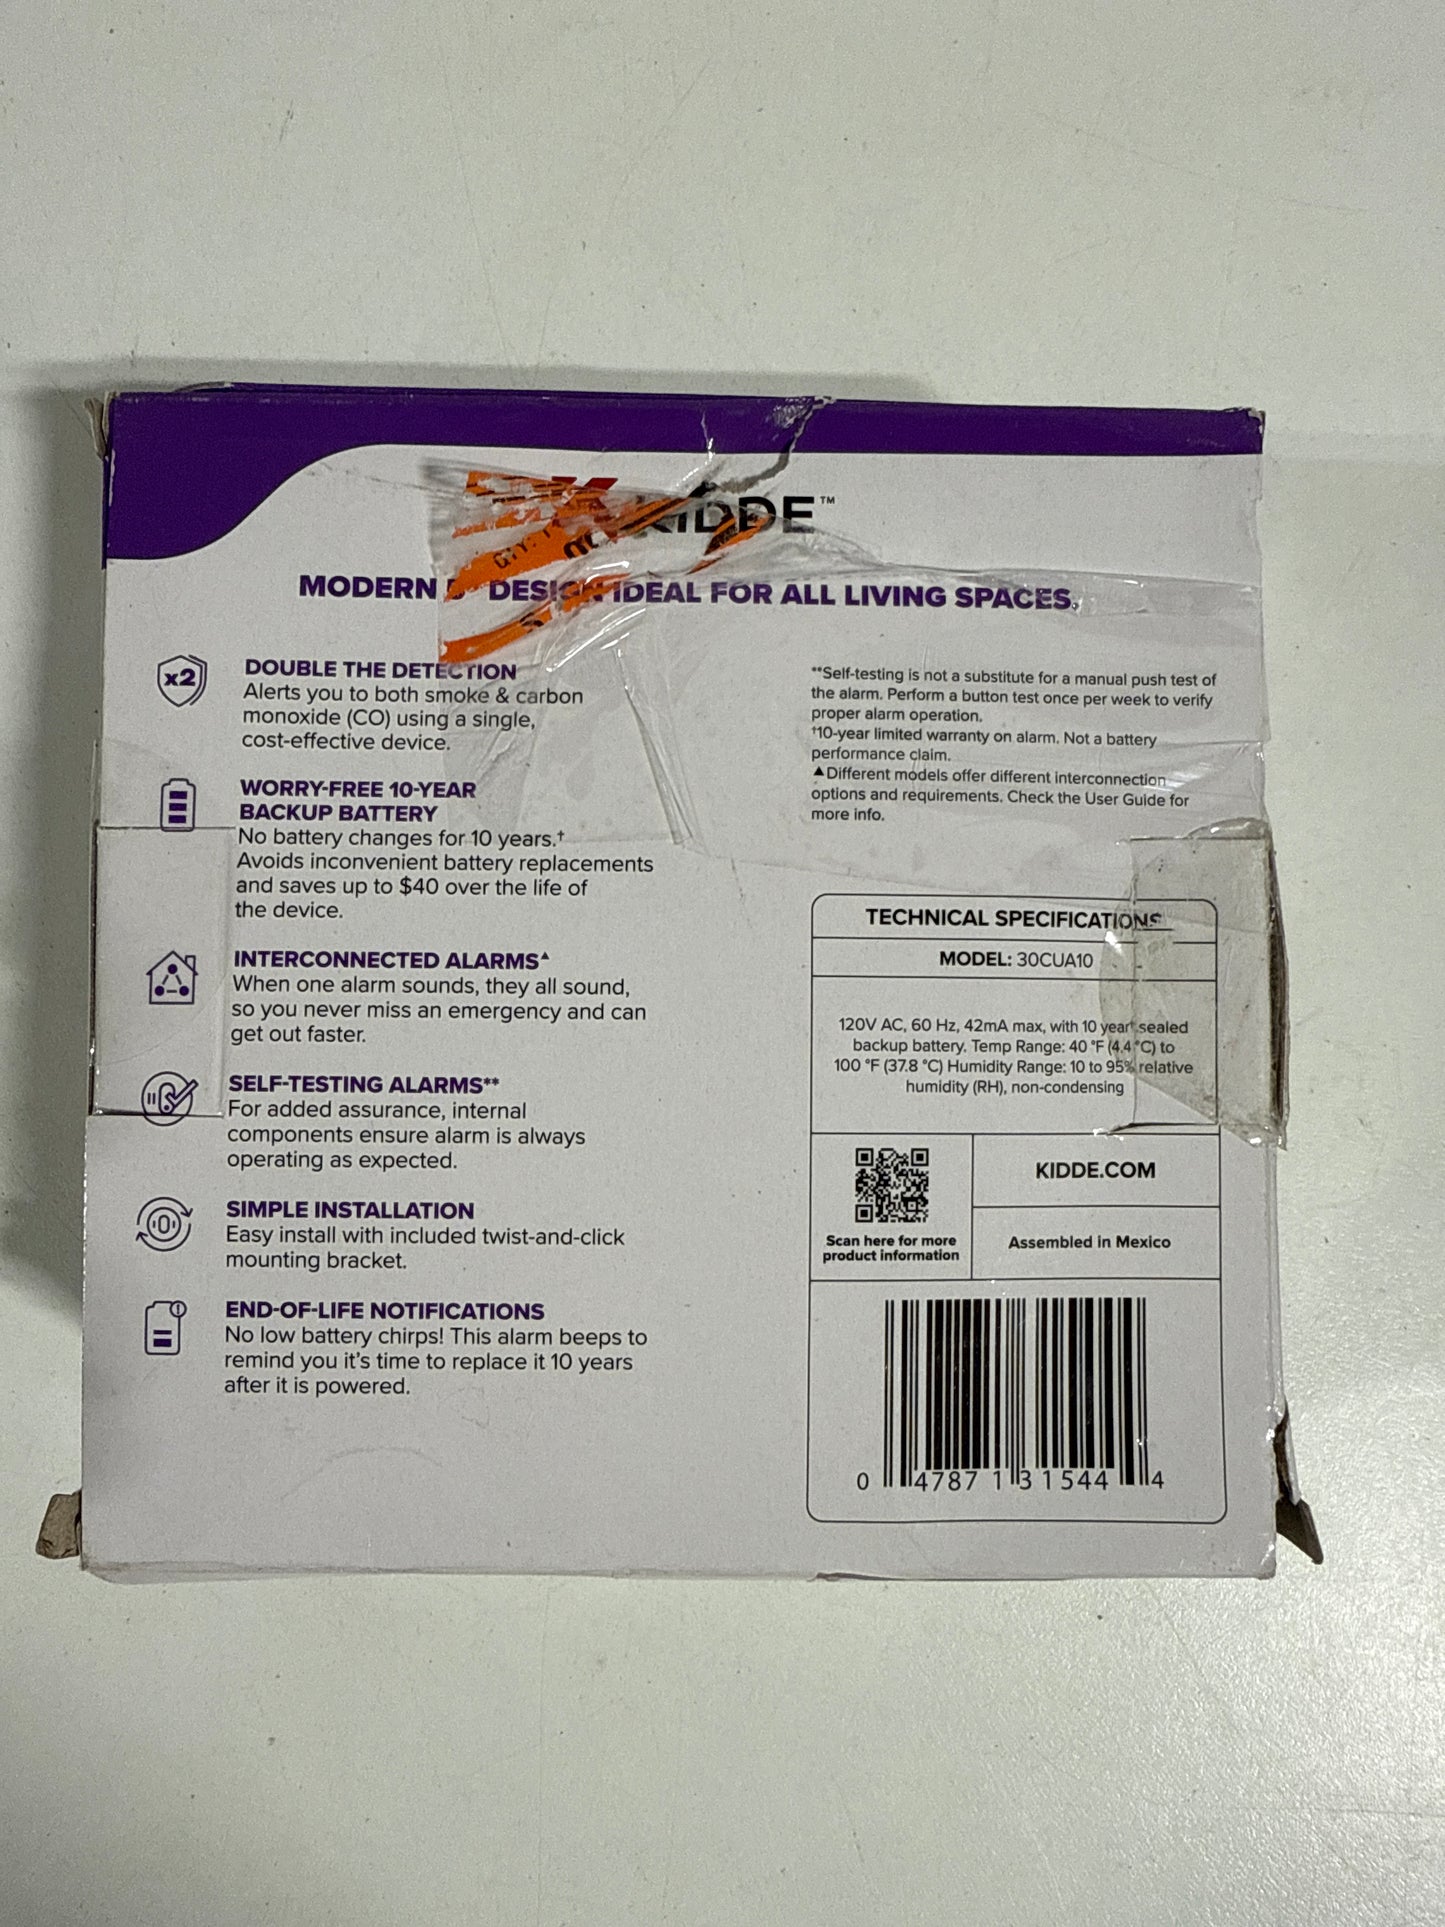 KIDDE™
QTY:
MODERN DESIGN IDEAL FOR ALL LIVING SPACES.
x2
DOUBLE THE DETECTION
Alerts you to both smoke & carbon
monoxide (CO) using a single,
cost-effective device.
WORRY-FREE 10-YEAR
BACKUP BATTERY
No battery changes for 10 years.†
Avoids inconvenient battery replacements
and saves up to $40 over the life of
the device.
INTERCONNECTED ALARMS▲
When one alarm sounds, they all sound,
so you never miss an emergency and can
get out faster.
SELF-TESTING ALARMS**
For added assurance, internal
components ensure alarm is always
operating as expected.
SIMPLE INSTALLATION
Easy install with included twist-and-click
mounting bracket.
END-OF-LIFE NOTIFICATIONS
No low battery chirps! This alarm beeps to
remind you it's time to replace it 10 years
after it is powered.
**Self-testing is not a substitute for a manual push test of
the alarm. Perform a button test once per week to verify
proper alarm operation.
†10-year limited warranty on alarm. Not a battery
performance claim.
▲Different models offer different interconnection
options and requirements. Check the User Guide for
more info.
TECHNICAL SPECIFICATIONS
MODEL: 30CUA10
120V AC, 60 Hz, 42mA max, with 10 year† sealed
backup battery. Temp Range: 40 °F (4.4 °C) to
100 °F (37.8 °C) Humidity Range: 10 to 95% relative
humidity (RH), non-condensing
Scan here for more
product information
KIDDE.COM
Assembled in Mexico
0 47871 31544 4